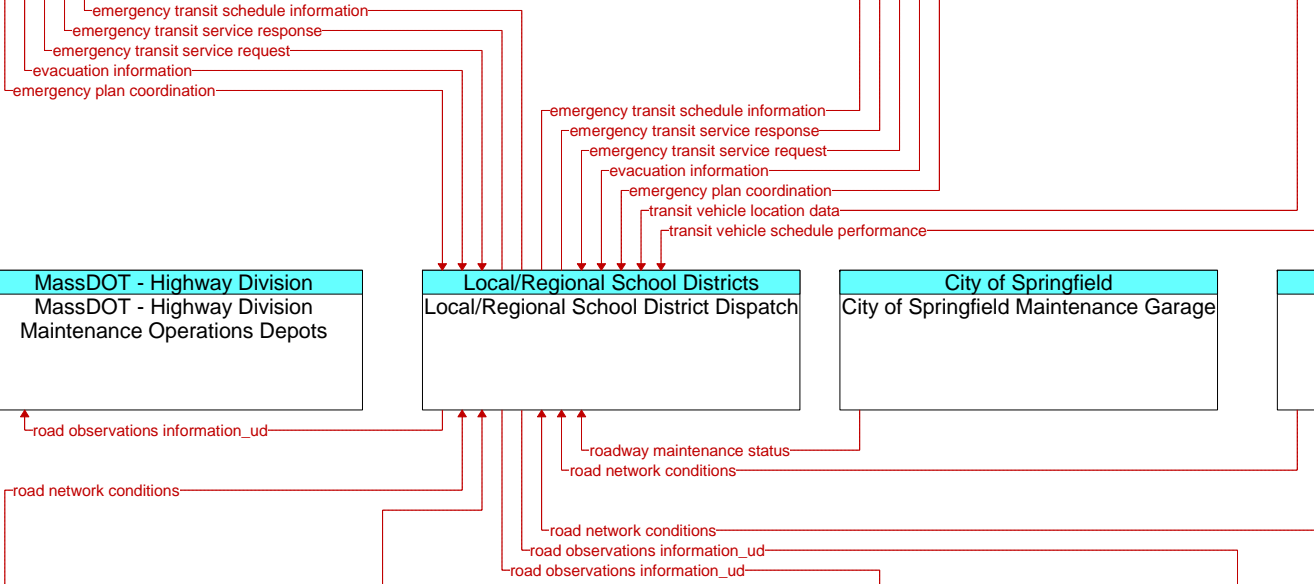 emergency transit schedule information
emergency transit service response
emergency transit service request
evacuation information
emergency plan coordination
emergency transit schedule information
emergency transit service response
emergency transit service request
evacuation information
emergency plan coordination
transit vehicle location data
transit vehicle schedule performance
MassDOT - Highway Division
MassDOT - Highway Division
Maintenance Operations Depots
Local/Regional School Districts
Local/Regional School District Dispatch
City of Springfield
City of Springfield Maintenance Garage
road observations information_ud
roadway maintenance status
road network conditions
road network conditions
road network conditions
road observations information_ud
road observations information_ud